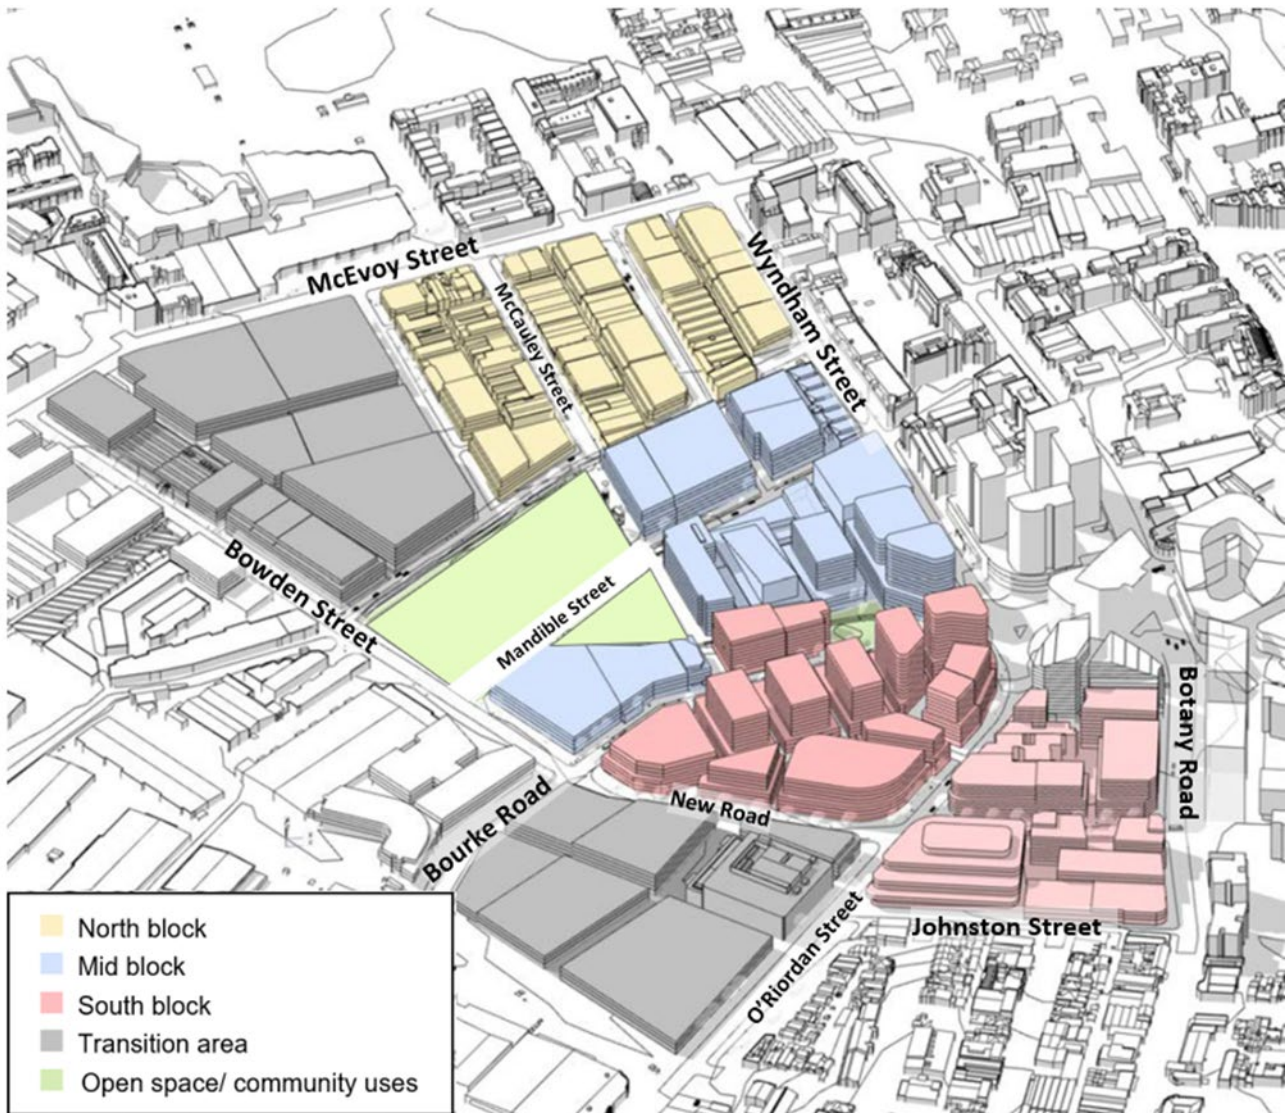 McEvoy Street
Wyndham Street
McCauley Street
Bowden Street
Mandible Street
Botany Road
New Road
Bourke Road
Johnston Street
O'Riordan Street
North block
Mid block
South block
Transition area
Open space/ community uses